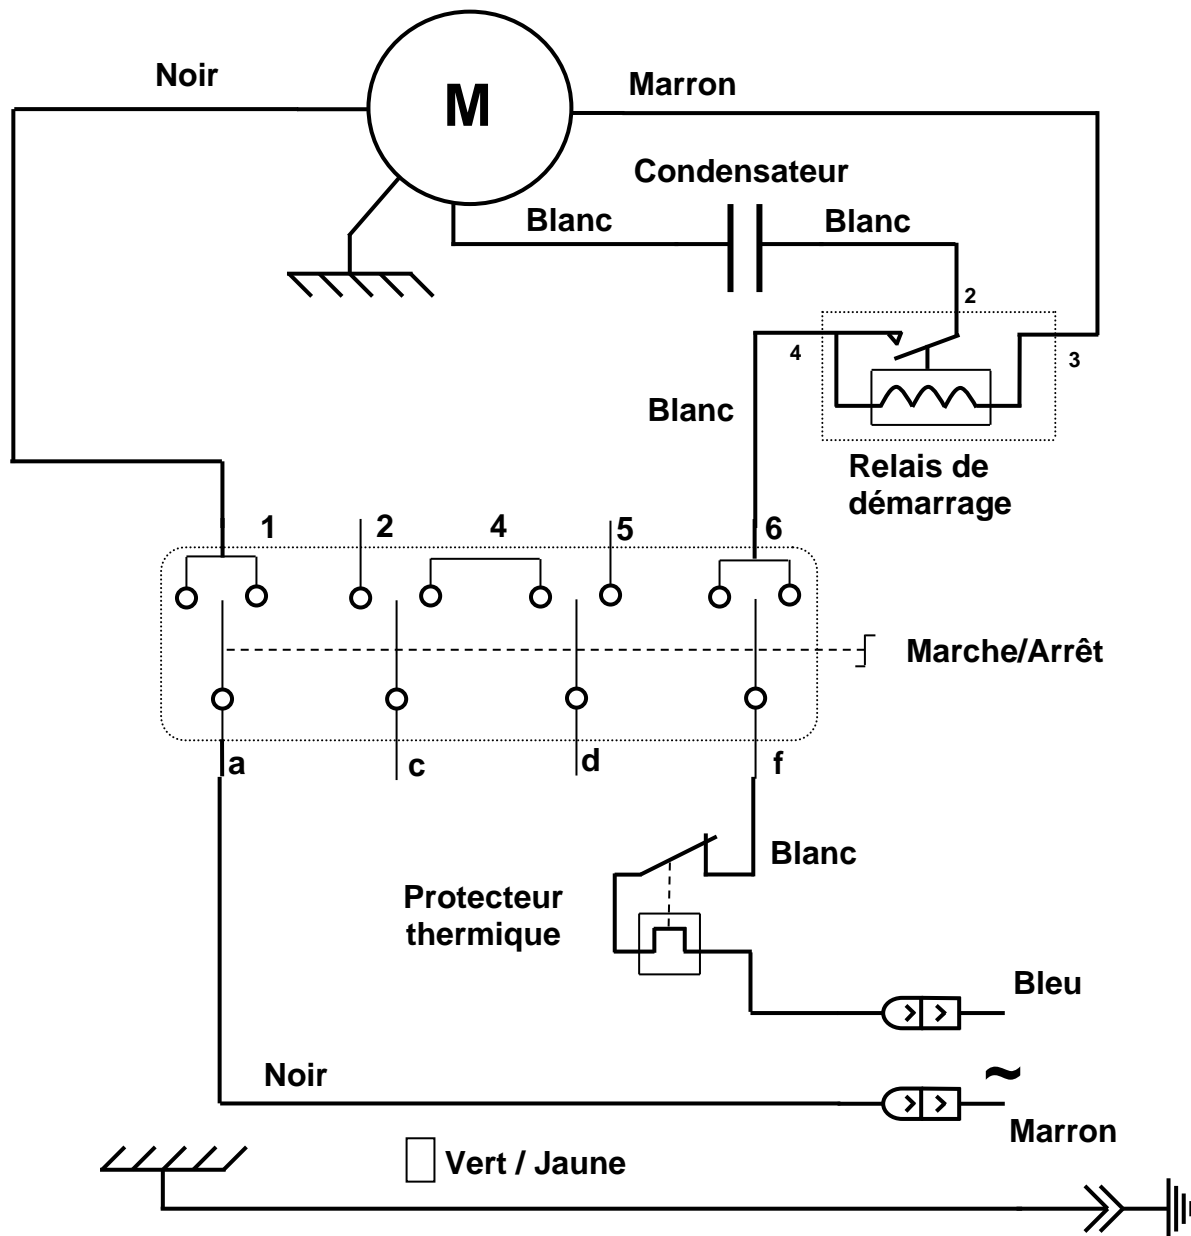 Noir
M
Marron
Condensateur
Blanc
Blanc
2
4
3
Blanc
Relais de
démarrage
1
2
4
5
6
Marche/Arrêt
a
c
d
f
Blanc
Protecteur
thermique
Bleu
Noir
~
Marron
Vert / Jaune